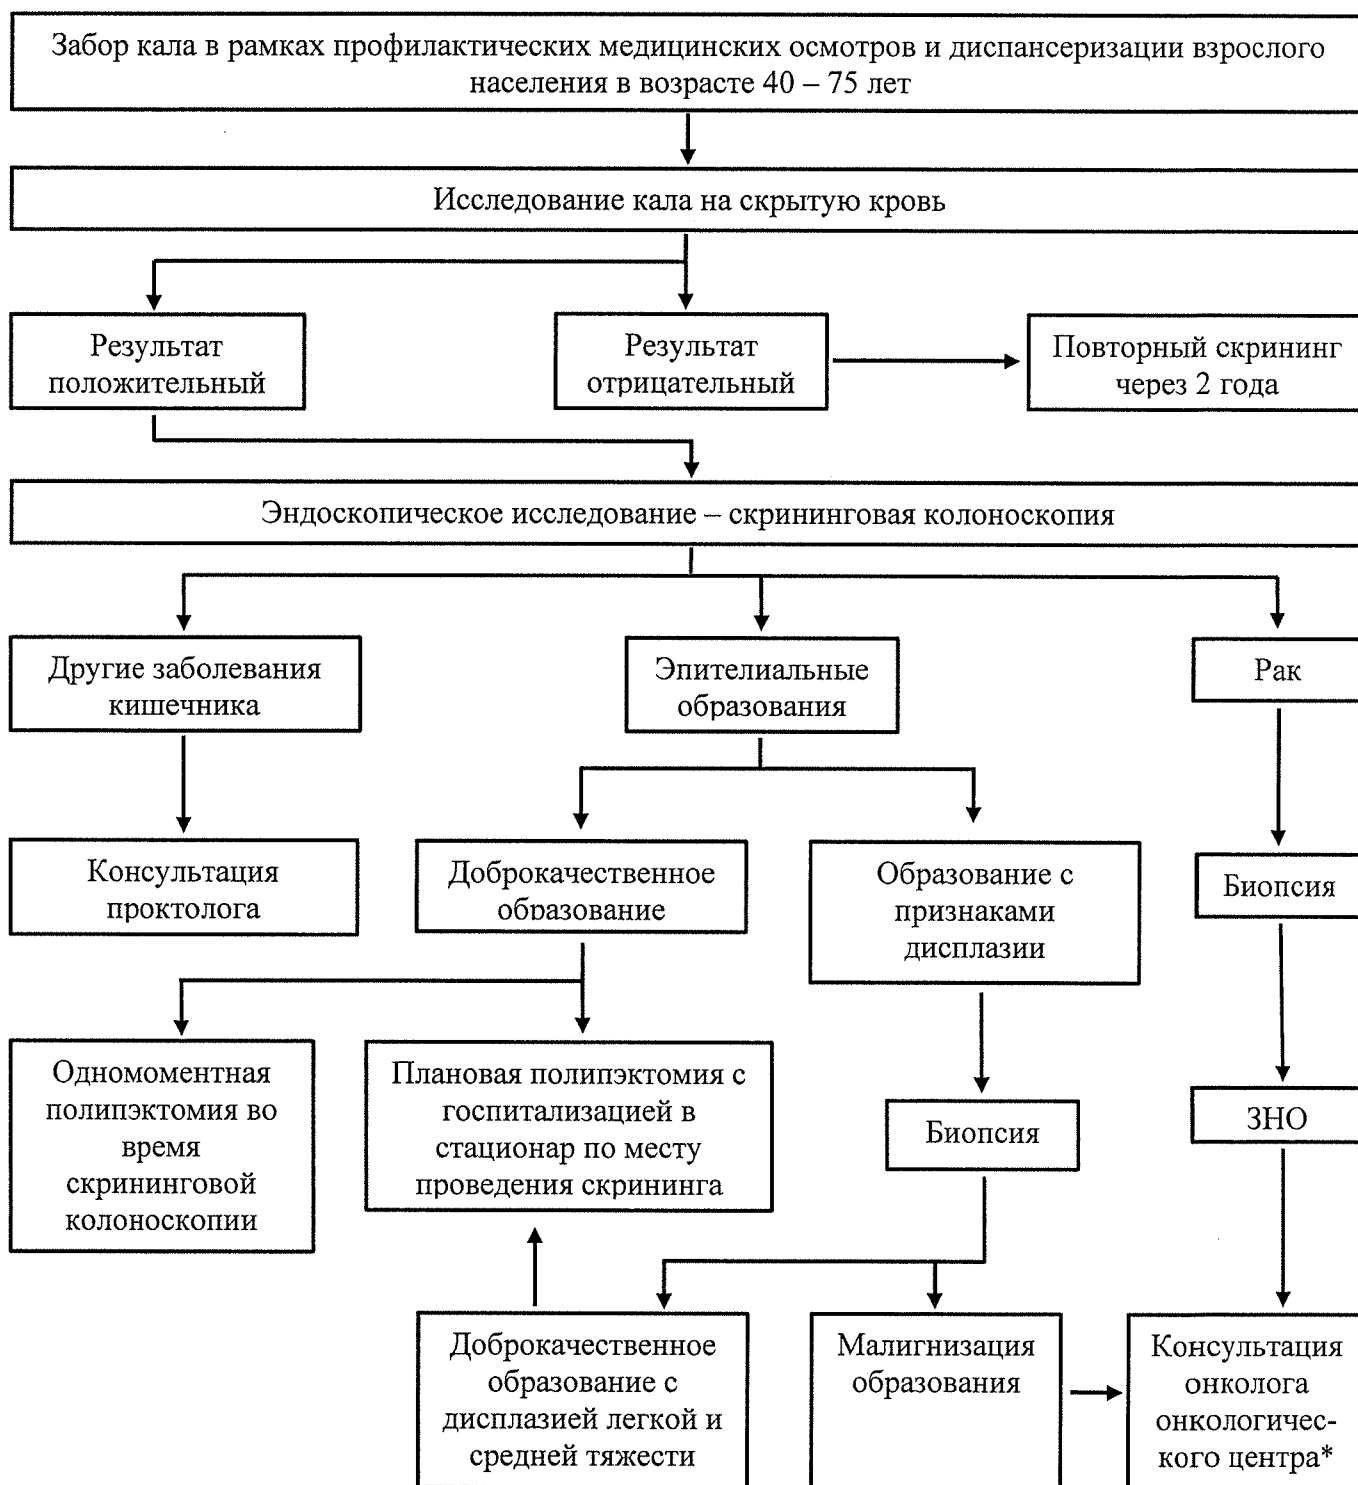 Забор кала в рамках профилактических медицинских осмотров и диспансеризации взрослого
населения в возрасте 40 – 75 лет
Исследование кала на скрытую кровь
Результат
положительный
Результат
отрицательный
Повторный скрининг
через 2 года
Эндоскопическое исследование – скрининговая колоноскопия
Другие заболевания
кишечника
Эпителиальные
образования
Рак
Консультация
проктолога
Доброкачественное
образование
Образование с
признаками
дисплазии
Биопсия
Одномоментная
полипэктомия во
время
скрининговой
колоноскопии
Плановая полипэктомия с
госпитализацией в
стационар по месту
проведения скрининга
Биопсия
ЗНО
Доброкачественное
образование с
дисплазией легкой и
средней тяжести
Малигнизация
образования
Консультация
онколога
онкологичес-
кого центра*